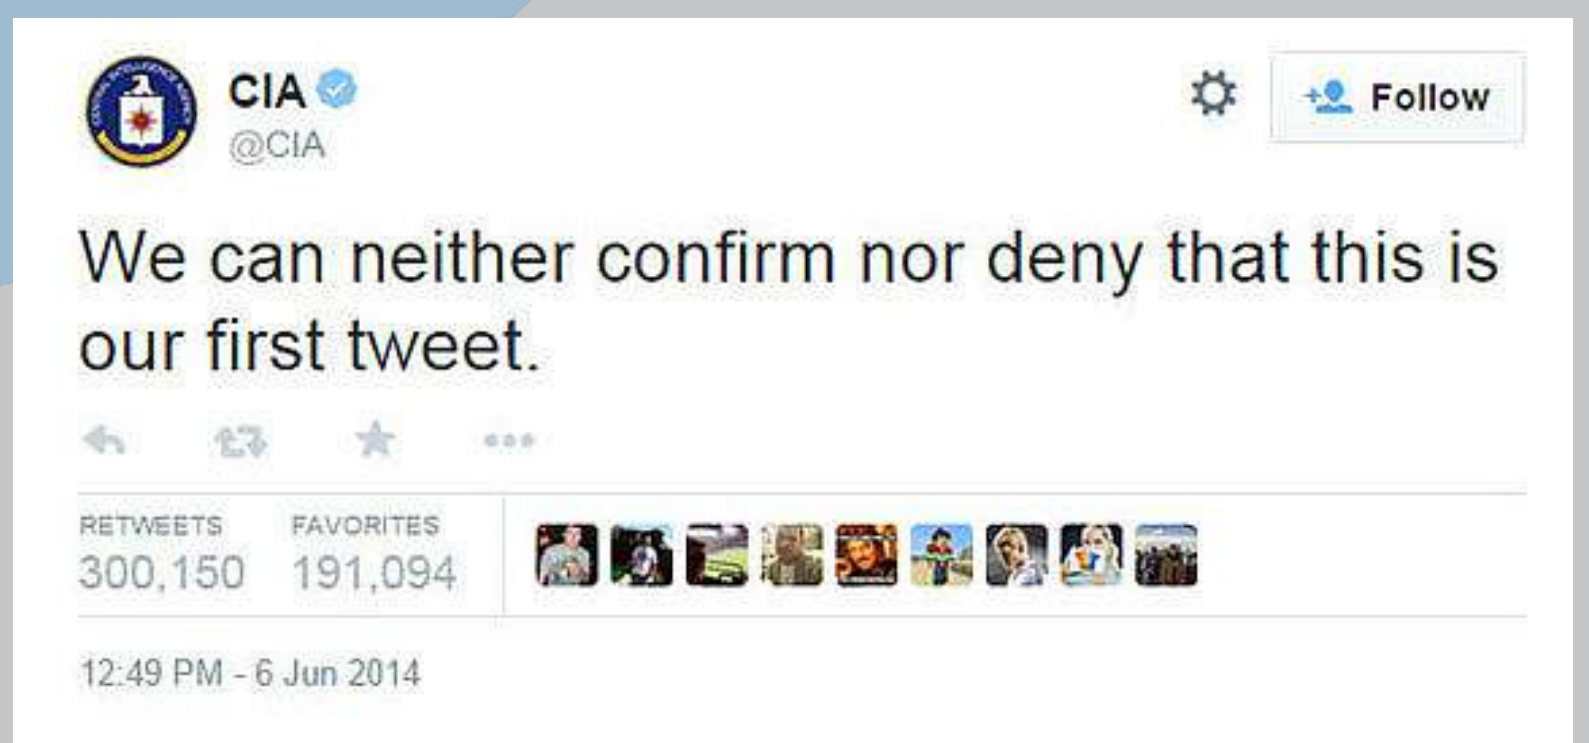 CIA
@CIA
Follow
We can neither confirm nor deny that this is
our first tweet.
RETWEETS FAVORITES
300,150 191,094
12:49 PM - 6 Jun 2014